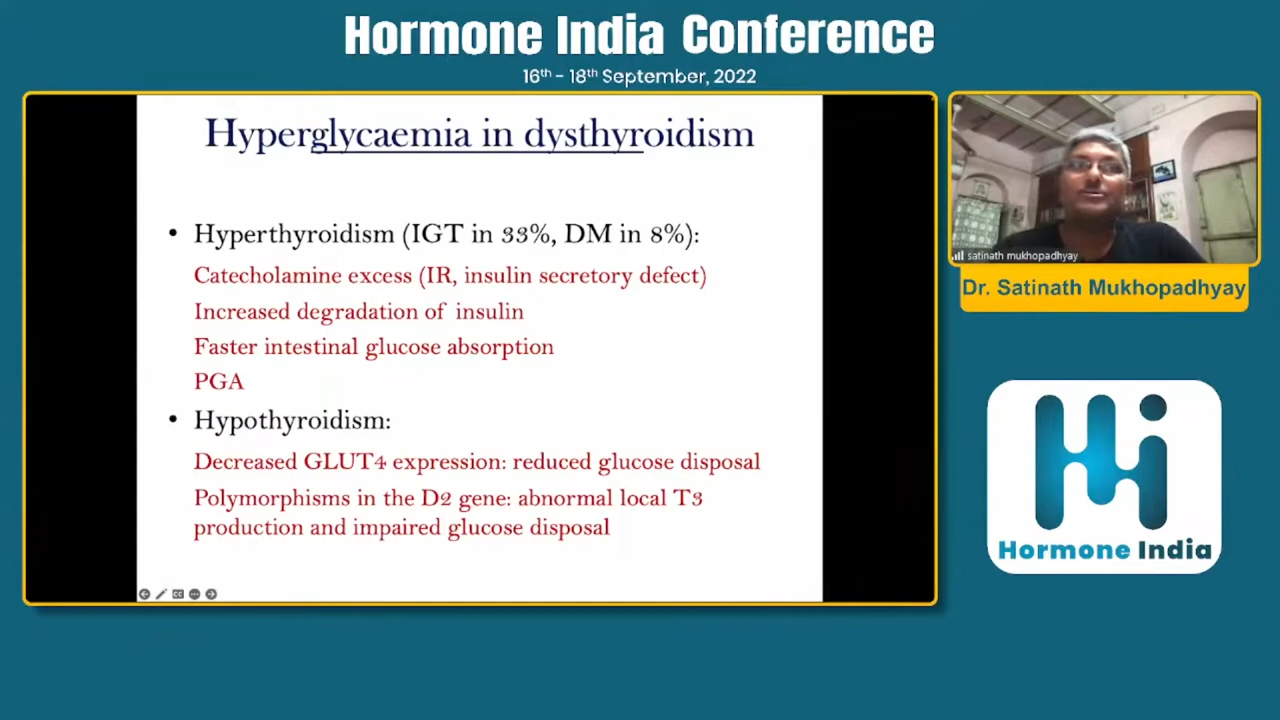 Hormone India Conference
16th - 18th September, 2022
Hyperglycaemia in dysthyroidism
• Hyperthyroidism (IGT in 33%, DM in 8%):
Catecholamine excess (IR, insulin secretory defect)
Increased degradation of insulin
Faster intestinal glucose absorption
PGA
• Hypothyroidism:
Decreased GLUT4 expression: reduced glucose disposal
Polymorphisms in the D2 gene: abnormal local T3
production and impaired glucose disposal
satinath mukhopadhyay
Dr. Satinath Mukhopadhyay
Hi
Hormone India